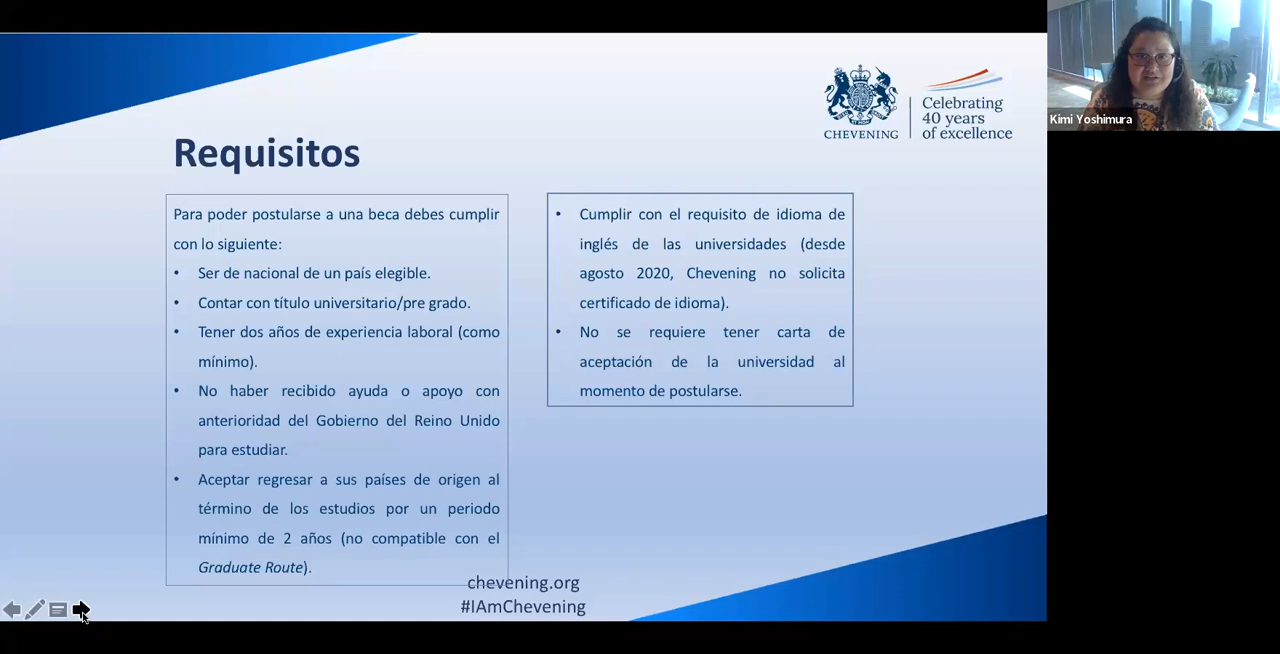 CHEVENING
Celebrating
40 years
of excellence
Kimi Yoshimura
Requisitos
Para poder postularse a una beca debes cumplir
con lo siguiente:
• Ser de nacional de un país elegible.
• Contar con título universitario/pre grado.
• Tener dos años de experiencia laboral (como
mínimo).
• No haber recibido ayuda o apoyo con
anterioridad del Gobierno del Reino Unido
para estudiar.
• Aceptar regresar a sus países de origen al
término de los estudios por un periodo
mínimo de 2 años (no compatible con el
Graduate Route).
• Cumplir con el requisito de idioma de
inglés de las universidades (desde
agosto 2020, Chevening no solicita
certificado de idioma).
• No se requiere tener carta de
aceptación de la universidad al
momento de postularse.
chevening.org
#IAmChevening